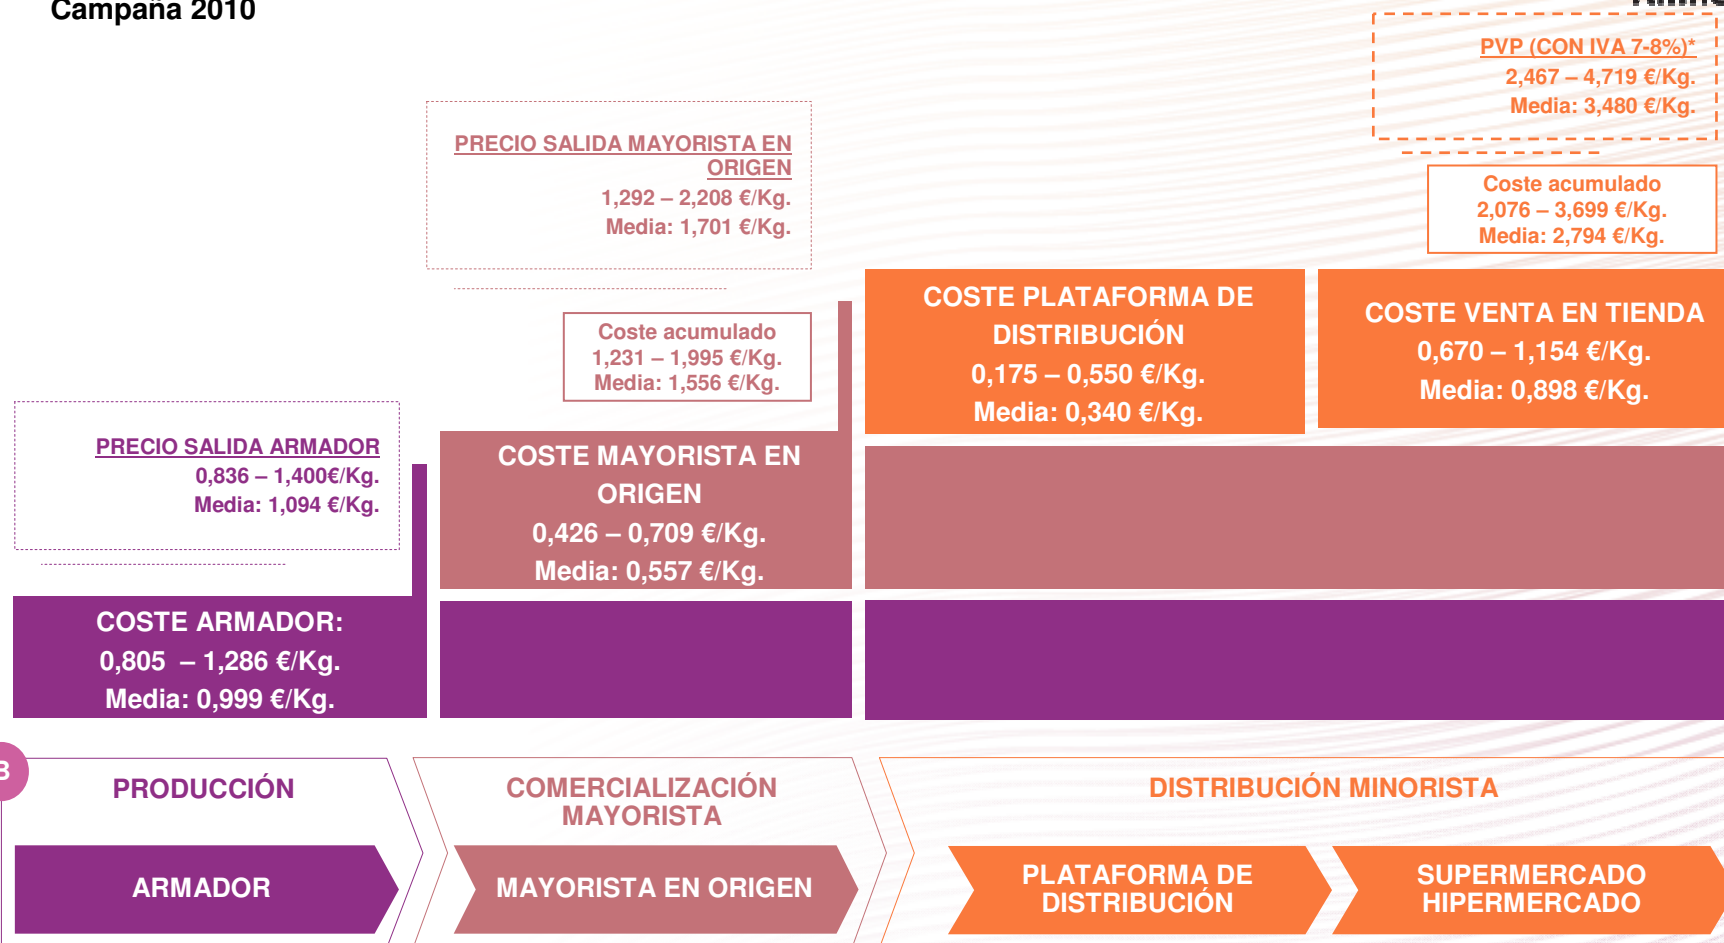 Campaña 2010
PVP (CON IVA 7-8%)*
2,467 – 4,719 €/Kg.
Media: 3,480 €/Kg.
PRECIO SALIDA MAYORISTA EN
ORIGEN
1,292 – 2,208 €/Kg.
Media: 1,701 €/Kg.
Coste acumulado
2,076 – 3,699 €/Kg.
Media: 2,794 €/Kg.
COSTE PLATAFORMA DE
DISTRIBUCIÓN
0,175 – 0,550 €/Kg.
Media: 0,340 €/Kg.
COSTE VENTA EN TIENDA
0,670 – 1,154 €/Kg.
Media: 0,898 €/Kg.
Coste acumulado
1,231 – 1,995 €/Kg.
Media: 1,556 €/Kg.
PRECIO SALIDA ARMADOR
0,836 – 1,400€/Kg.
Media: 1,094 €/Kg.
COSTE MAYORISTA EN
ORIGEN
0,426 – 0,709 €/Kg.
Media: 0,557 €/Kg.
COSTE ARMADOR:
0,805 – 1,286 €/Kg.
Media: 0,999 €/Kg.
B
PRODUCCIÓN
COMERCIALIZACIÓN
MAYORISTA
DISTRIBUCIÓN MINORISTA
ARMADOR
MAYORISTA EN ORIGEN
PLATAFORMA DE
DISTRIBUCIÓN
SUPERMERCADO
HIPERMERCADO